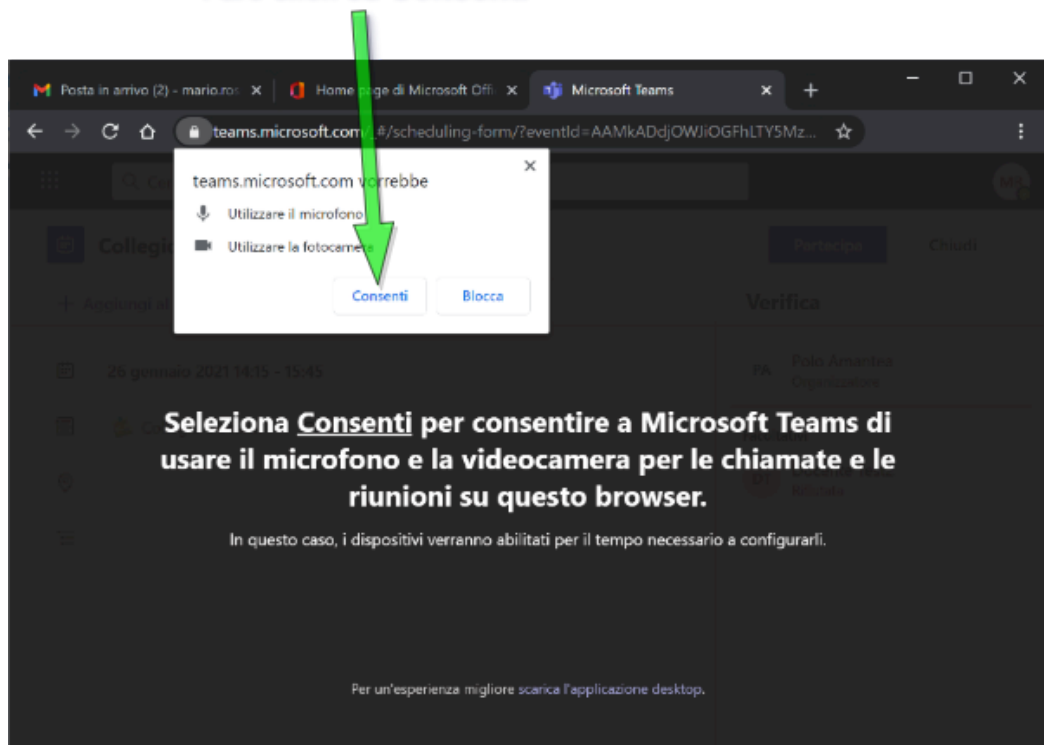 Posta in arrivo (2) - mario.ros
Home page di Microsoft Offi
Microsoft Teams
teams.microsoft.com/_#/scheduling-form/?eventId=AAMkADdjOWJiOGFhLTY5Mz...
teams.microsoft.com vorrebbe
Utilizzare il microfono
Utilizzare la fotocamera
Consenti
Blocca
Partecipa
Chiudi
Verifica
26 gennaio 2021 14:15 - 15:45
PA
Polo Amantea
Organizzatore
Seleziona Consenti per consentire a Microsoft Teams di
usare il microfono e la videocamera per le chiamate e le
riunioni su questo browser.
In questo caso, i dispositivi verranno abilitati per il tempo necessario a configurarli.
Per un'esperienza migliore scarica l'applicazione desktop.